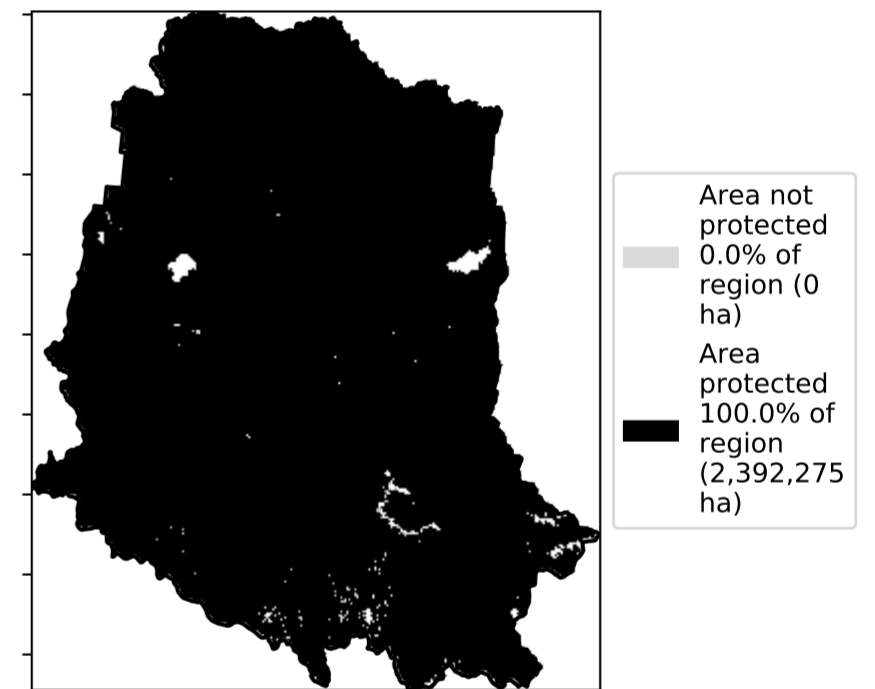 Area not
protected
0.0% of
region (0
ha)
Area
protected
100.0% of
region
(2,392,275
ha)